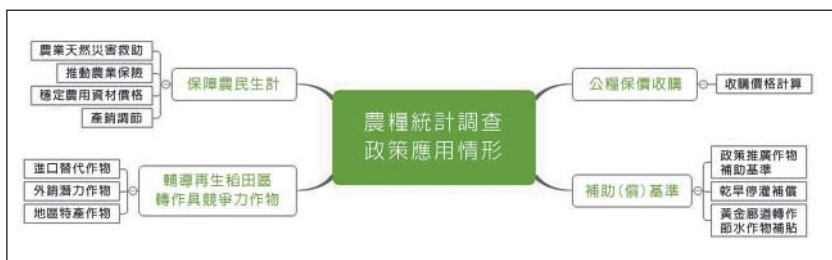 農業天然災害救助
推動農業保險
穩定農用資材價格
產銷調節
保障農民生計
進口替代作物
外銷潛力作物
地區特產作物
輔導再生稻田區
轉作具競爭力作物
農糧統計調查
政策應用情形
公糧保價收購
收購價格計算
補助(償)基準
政策推廣作物
補助基準
乾旱停灌補償
黃金廊道轉作
節水作物補貼